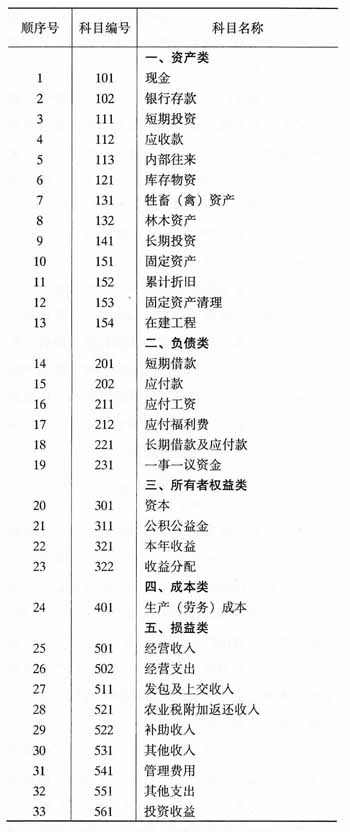 顺序号 科目编号 科目名称
一、资产类
1 101 现金
2 102 银行存款
3 111 短期投资
4 112 应收款
5 113 内部往来
6 121 库存物资
7 131 牲畜（禽）资产
8 132 林木资产
9 141 长期投资
10 151 固定资产
11 152 累计折旧
12 153 固定资产清理
13 154 在建工程
二、负债类
14 201 短期借款
15 202 应付款
16 211 应付工资
17 212 应付福利费
18 221 长期借款及应付款
19 231 一事一议资金
三、所有者权益类
20 301 资本
21 311 公积公益金
22 321 本年收益
23 322 收益分配
四、成本类
24 401 生产（劳务）成本
五、损益类
25 501 经营收入
26 502 经营支出
27 511 发包及上交收入
28 521 农业税附加返还收入
29 522 补助收入
30 531 其他收入
31 541 管理费用
32 551 其他支出
33 561 投资收益